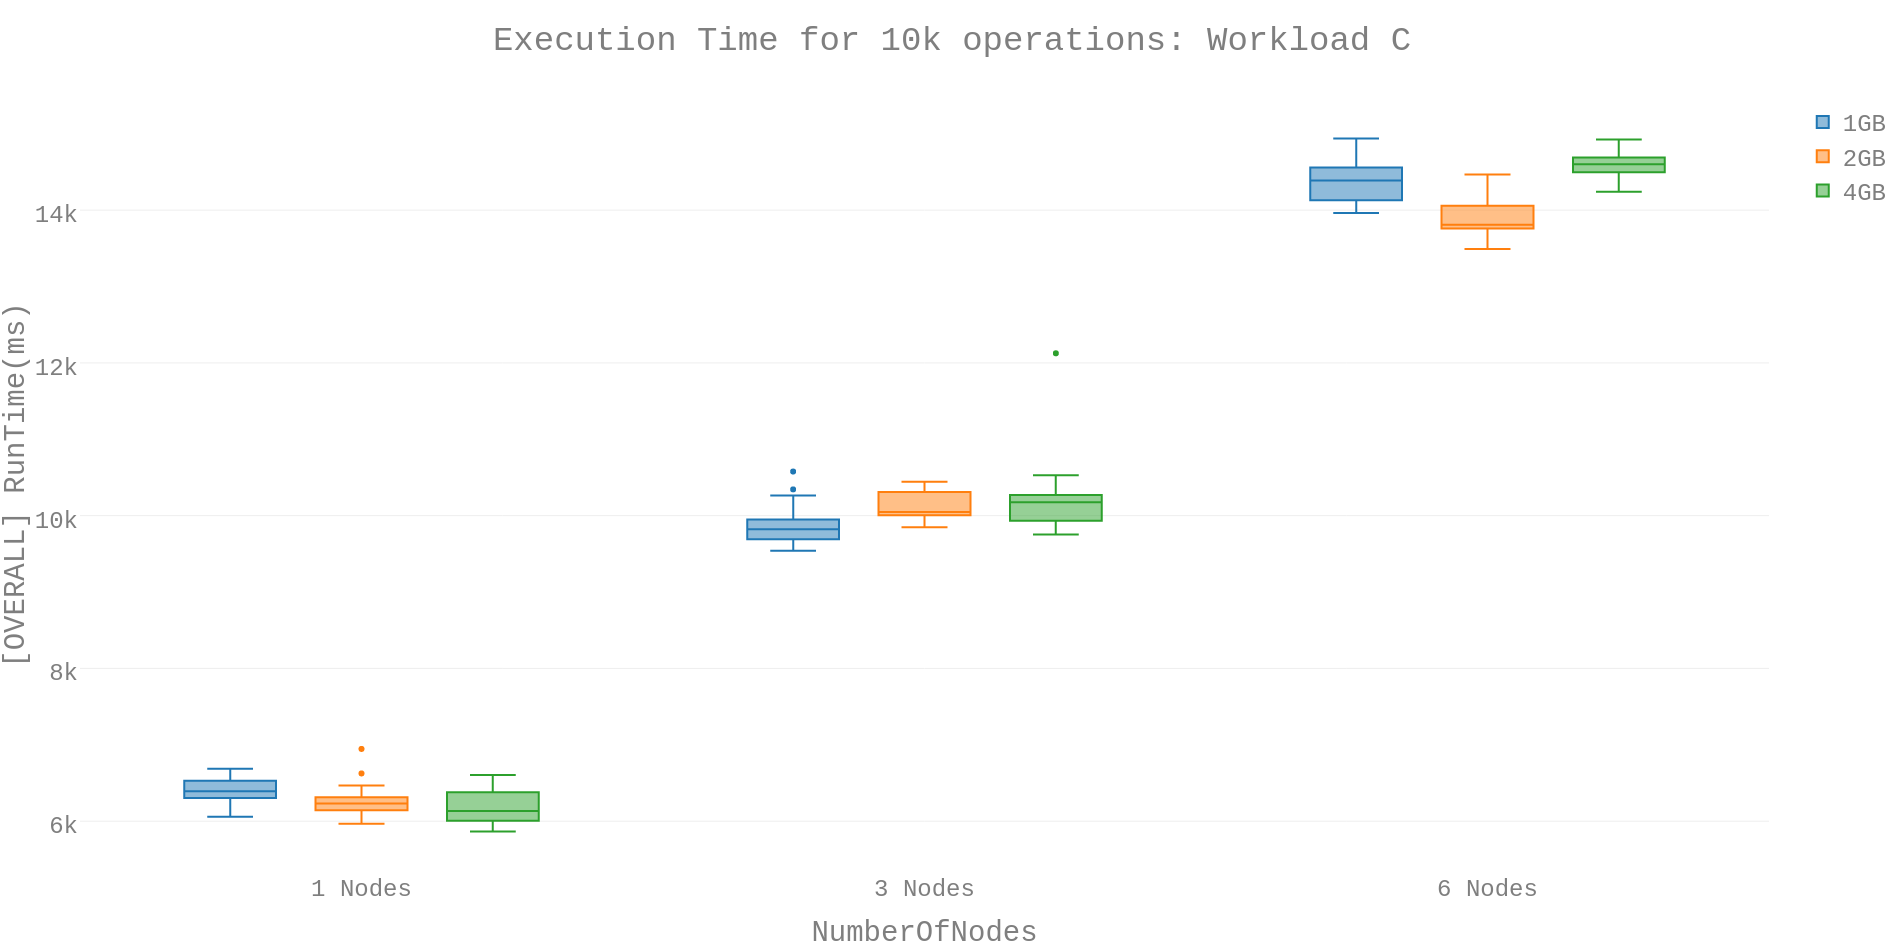 Execution Time for 10k operations: Workload C
1GB
2GB
4GB
[OVERALL] RunTime(ms)
14k
12k
10k
8k
6k
1 Nodes
3 Nodes
6 Nodes
NumberOfNodes